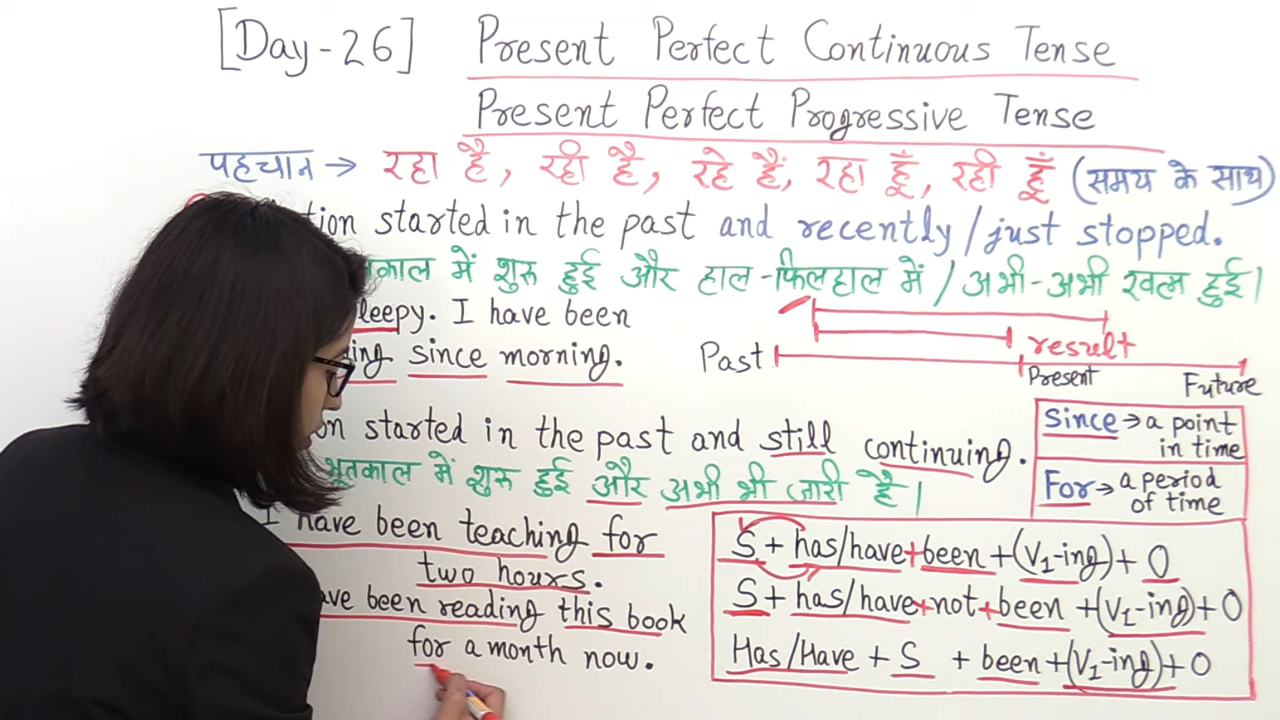 [Day-26] Present Perfect Continuous Tense
Present Perfect Progressive Tense
पहचान → रहा है, रही है, रहे हैं, रहा हूँ, रही हूँ (समय के साथ)
started in the past and recently/just stopped.
में शुरू हुई और हाल-फिलहाल में / अभी-अभी खत्म हुई।
I have been
since morning.
Past
result
Present
Future
started in the past and still continuing.
भूतकाल में शुरू हुई और अभी भी जारी है।
Since → a point
in time
For → a period
of time
I have been teaching for
two hours.
been reading this book
for a month now.
S + has/have + been + (V1-ing) + O
S + has/have + not + been + (V1-ing) + O
Has/Have + S + been + (V1-ing) + O